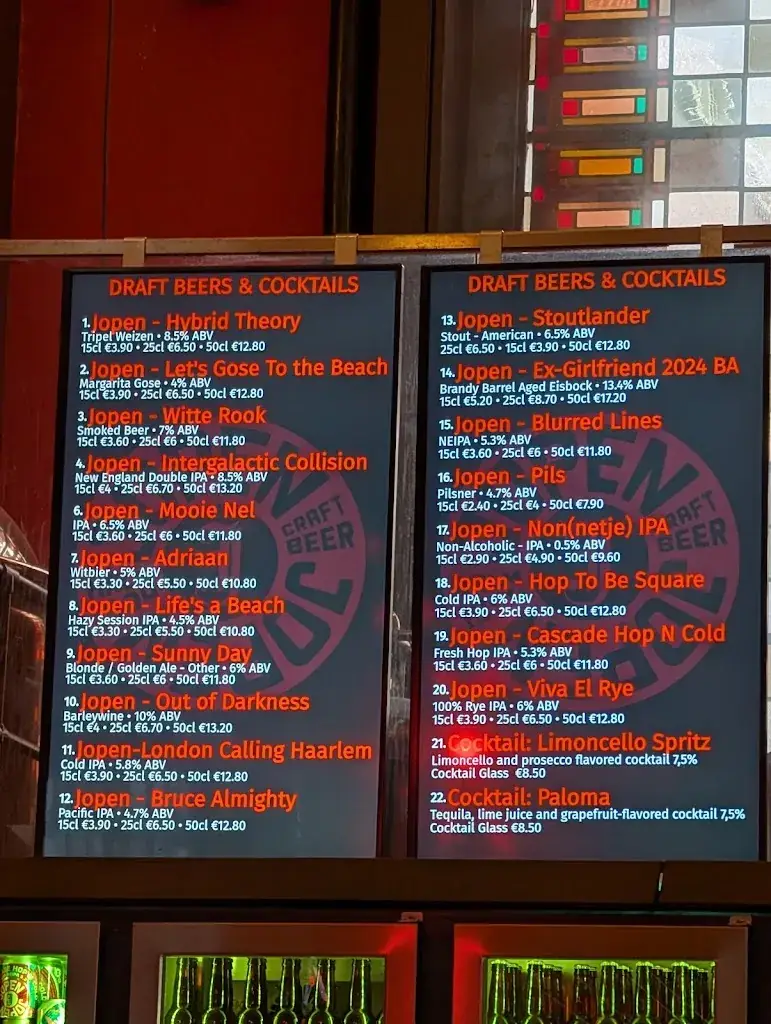 DRAFT BEERS & COCKTAILS
1. Jopen - Hybrid Theory
Tripel Weizen • 8.5% ABV
15cl €3.90 • 25cl €6.50 • 50cl €12.80
2. Jopen - Let's Gose To the Beach
Margarita Gose • 4% ABV
15cl €3.90 • 25cl €6.50 • 50cl €12.80
3. Jopen - Witte Rook
Smoked Beer • 7% ABV
15cl €3.60 • 25cl €6 • 50cl €11.80
4. Jopen - Intergalactic Collision
New England Double IPA • 8.5% ABV
15cl €4 • 25cl €6.70 • 50cl €13.20
6. Jopen - Mooie Nel
IPA • 6.5% ABV
15cl €3.60 • 25cl €6 • 50cl €11.80
7. Jopen - Adriaan
Witbier • 5% ABV
15cl €3.30 • 25cl €5.50 • 50cl €10.80
8. Jopen - Life's a Beach
Hazy Session IPA • 4.5% ABV
15cl €3.30 • 25cl €5.50 • 50cl €10.80
9. Jopen - Sunny Day
Blonde / Golden Ale - Other • 6% ABV
15cl €3.60 • 25cl €6 • 50cl €11.80
10. Jopen - Out of Darkness
Barleywine • 10% ABV
15cl €4 • 25cl €6.70 • 50cl €13.20
11. Jopen-London Calling Haarlem
Cold IPA • 5.8% ABV
15cl €3.90 • 25cl €6.50 • 50cl €12.80
12. Jopen - Bruce Almighty
Pacific IPA • 4.7% ABV
15cl €3.90 • 25cl €6.50 • 50cl €12.80
CRAFT
BEER
DRAFT BEERS & COCKTAILS
13. Jopen - Stoutlander
Stout - American • 6.5% ABV
25cl €6.50 • 15cl €3.90 • 50cl €12.80
14. Jopen - Ex-Girlfriend 2024 BA
Brandy Barrel Aged Eisbock • 13.4% ABV
15cl €5.20 • 25cl €8.70 • 50cl €17.20
15. Jopen - Blurred Lines
NEIPA • 5.3% ABV
15cl €3.60 • 25cl €6 • 50cl €11.80
16. Jopen - Pils
Pilsner • 4.7% ABV
15cl €2.40 • 25cl €4 • 50cl €7.90
17. Jopen - Non(netje) IPA
Non-Alcoholic - IPA • 0.5% ABV
15cl €2.90 • 25cl €4.90 • 50cl €9.60
18. Jopen - Hop To Be Square
Cold IPA • 6% ABV
15cl €3.90 • 25cl €6.50 • 50cl €12.80
19. Jopen - Cascade Hop N Cold
Fresh Hop IPA • 5.3% ABV
15cl €3.60 • 25cl €6 • 50cl €11.80
20. Jopen - Viva El Rye
100% Rye IPA • 6% ABV
15cl €3.90 • 25cl €6.50 • 50cl €12.80
21. Cocktail: Limoncello Spritz
Limoncello and prosecco flavored cocktail 7,5%
Cocktail Glass €8.50
22. Cocktail: Paloma
Tequila, lime juice and grapefruit-flavored cocktail 7,5%
Cocktail Glass €8.50
CRAFT
BEER